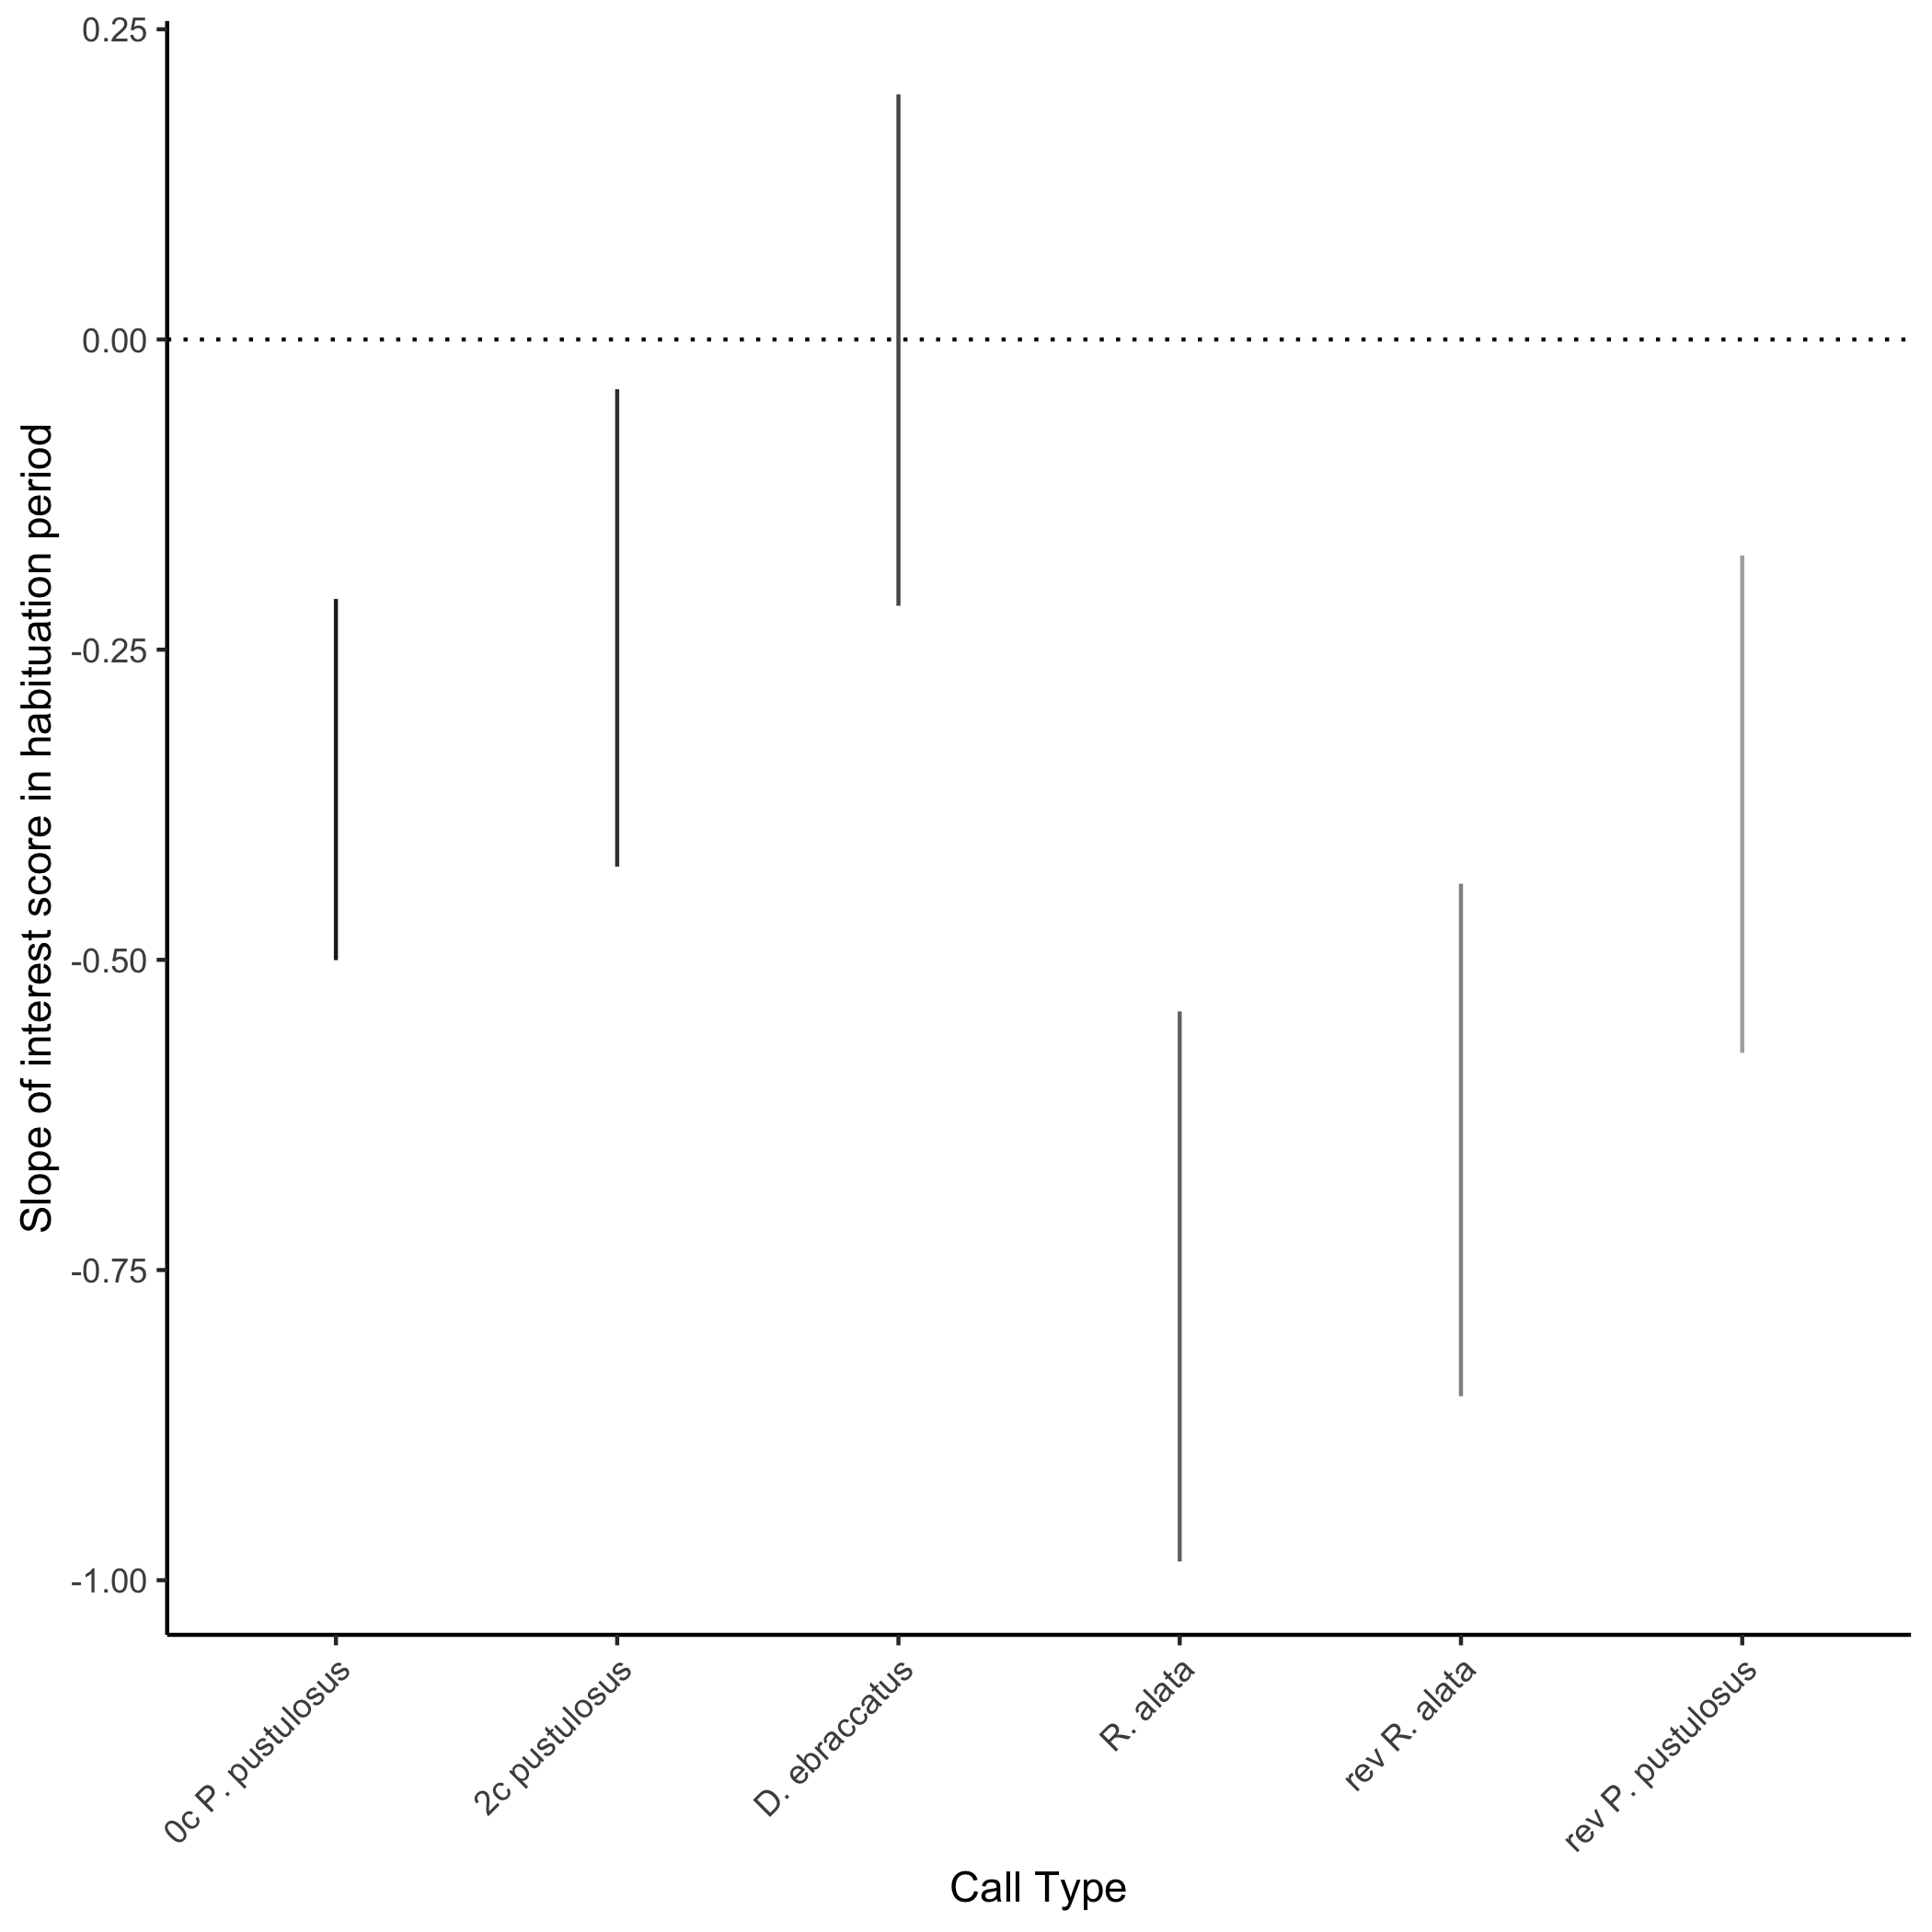 Slope of interest score in habituation period
0.25
0.00
-0.25
-0.50
-0.75
-1.00
0c P. pustulosus
2c pustulosus
D. ebraccatus
R. alata
rev R. alata
rev P. pustulosus
Call Type